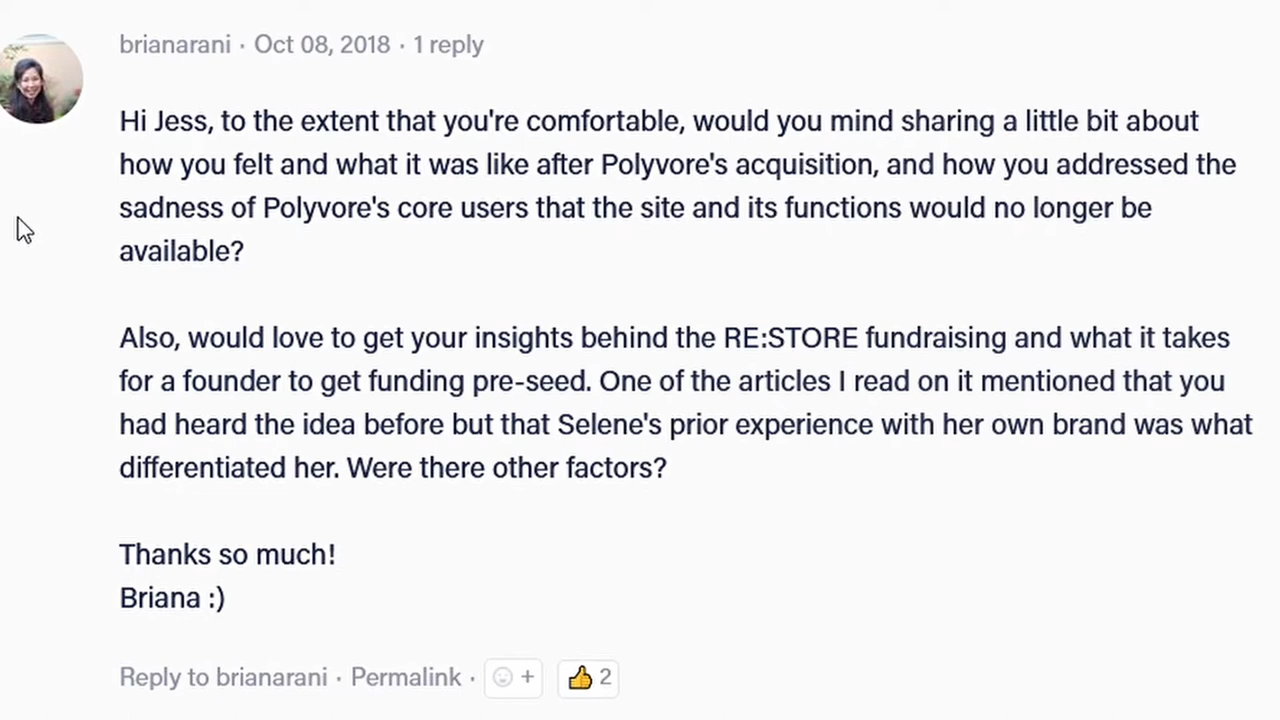 brianarani · Oct 08, 2018 · 1 reply
Hi Jess, to the extent that you're comfortable, would you mind sharing a little bit about
how you felt and what it was like after Polyvore's acquisition, and how you addressed the
sadness of Polyvore's core users that the site and its functions would no longer be
available?
Also, would love to get your insights behind the RE:STORE fundraising and what it takes
for a founder to get funding pre-seed. One of the articles I read on it mentioned that you
had heard the idea before but that Selene's prior experience with her own brand was what
differentiated her. Were there other factors?
Thanks so much!
Briana :)
Reply to brianarani · Permalink · + 👍 2